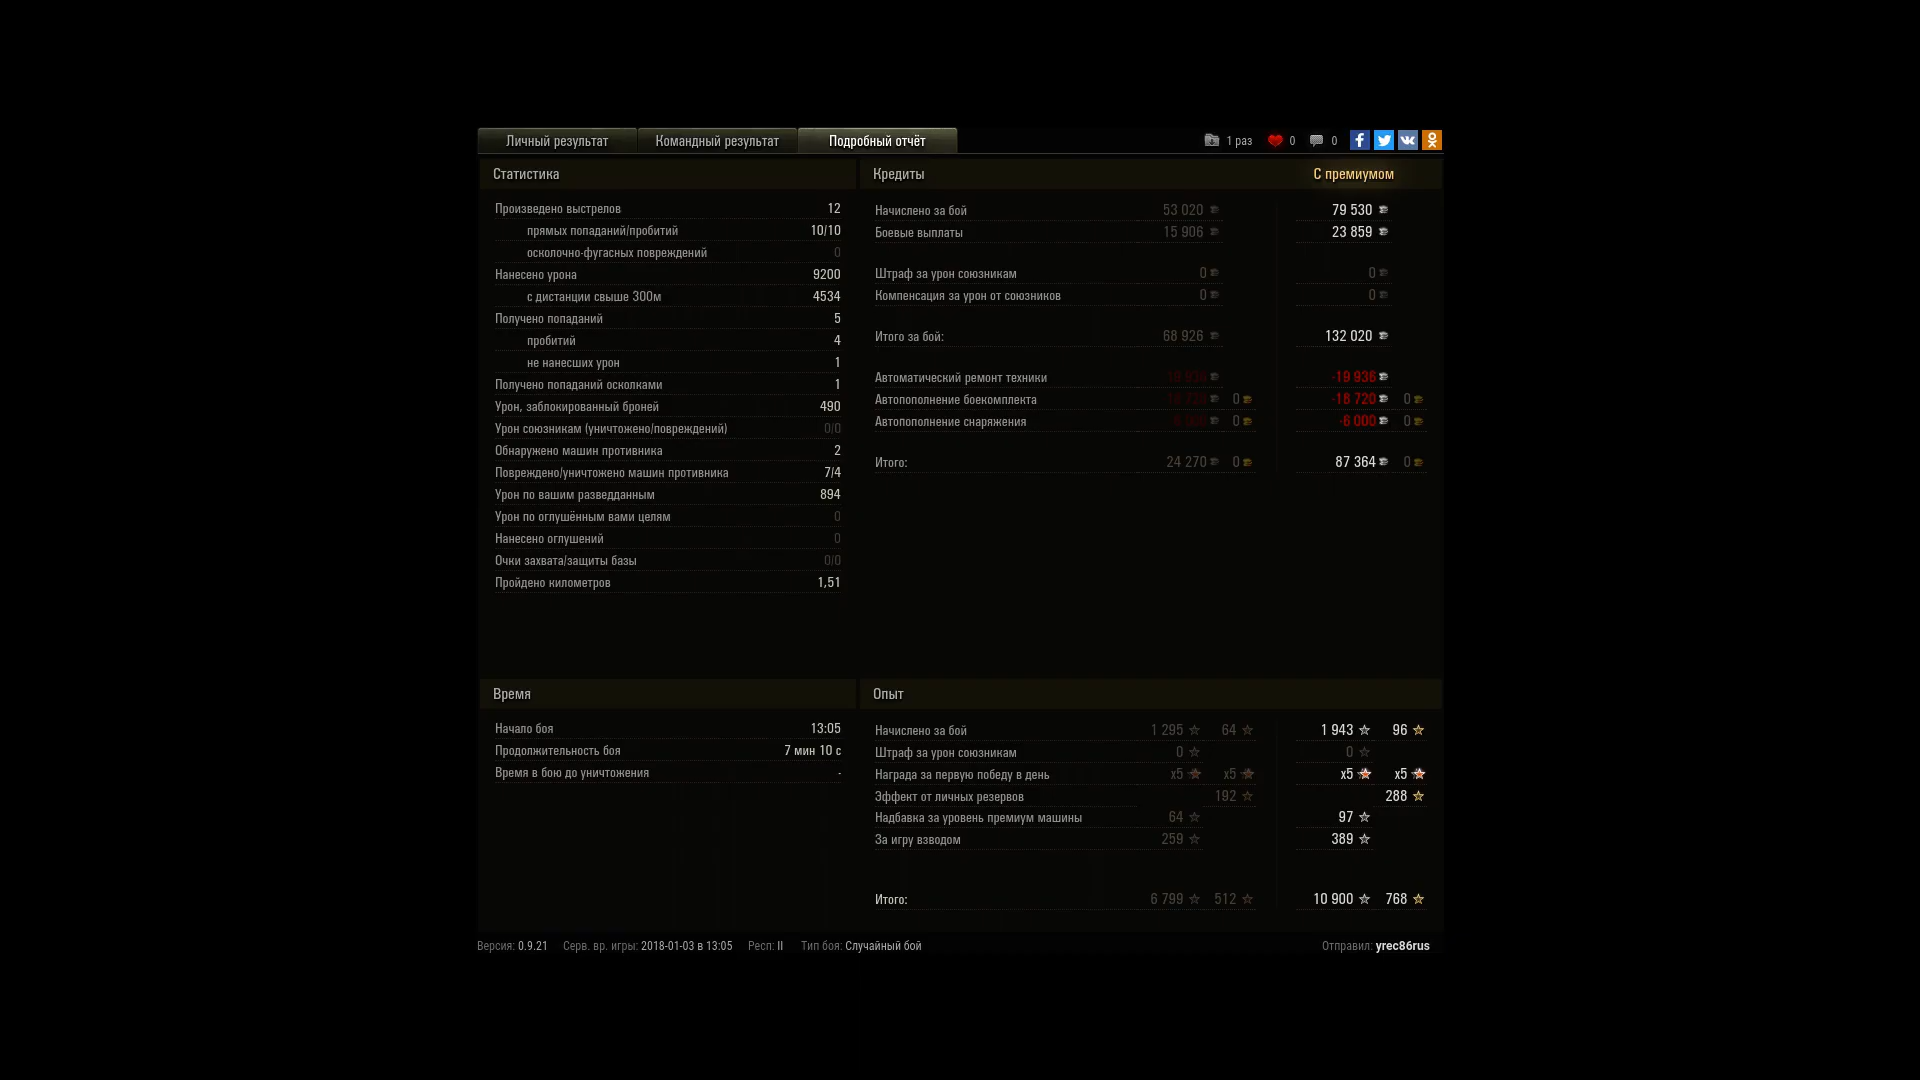 Личный результат Командный результат Подробный отчёт 1 раз 0 0
Статистика
Произведено выстрелов 12
прямых попаданий/пробитий 10/10
осколочно-фугасных повреждений 0
Нанесено урона 9200
с дистанции свыше 300м 4534
Получено попаданий 5
пробитий 4
не нанесших урон 1
Получено попаданий осколками 1
Урон, заблокированный броней 490
Урон союзникам (уничтожено/повреждений) 0/0
Обнаружено машин противника 2
Повреждено/уничтожено машин противника 7/4
Урон по вашим разведданным 894
Урон по оглушённым вами целям 0
Нанесено оглушений 0
Очки захвата/защиты базы 0/0
Пройдено километров 1,51
Кредиты С премиумом
Начислено за бой 53 020 79 530
Боевые выплаты 15 906 23 859
Штраф за урон союзникам 0 0
Компенсация за урон от союзников 0 0
Итого за бой: 68 926 132 020
Автоматический ремонт техники -19 936
Автопополнение боекомплекта 0 -18 720 0
Автопополнение снаряжения 0 -6 000 0
Итого: 24 270 0 87 364 0
Время
Начало боя 13:05
Продолжительность боя 7 мин 10 с
Время в бою до уничтожения -
Опыт
Начислено за бой 1 295 64 1 943 96
Штраф за урон союзникам 0 0
Награда за первую победу в день x5 x5 x5 x5
Эффект от личных резервов 192 288
Надбавка за уровень премиум машины 64 97
За игру взводом 259 389
Итого: 6 799 512 10 900 768
Версия: 0.9.21 Серв. вр. игры: 2018-01-03 в 13:05 Респ: II Тип боя: Случайный бой Отправил: yrec86rus